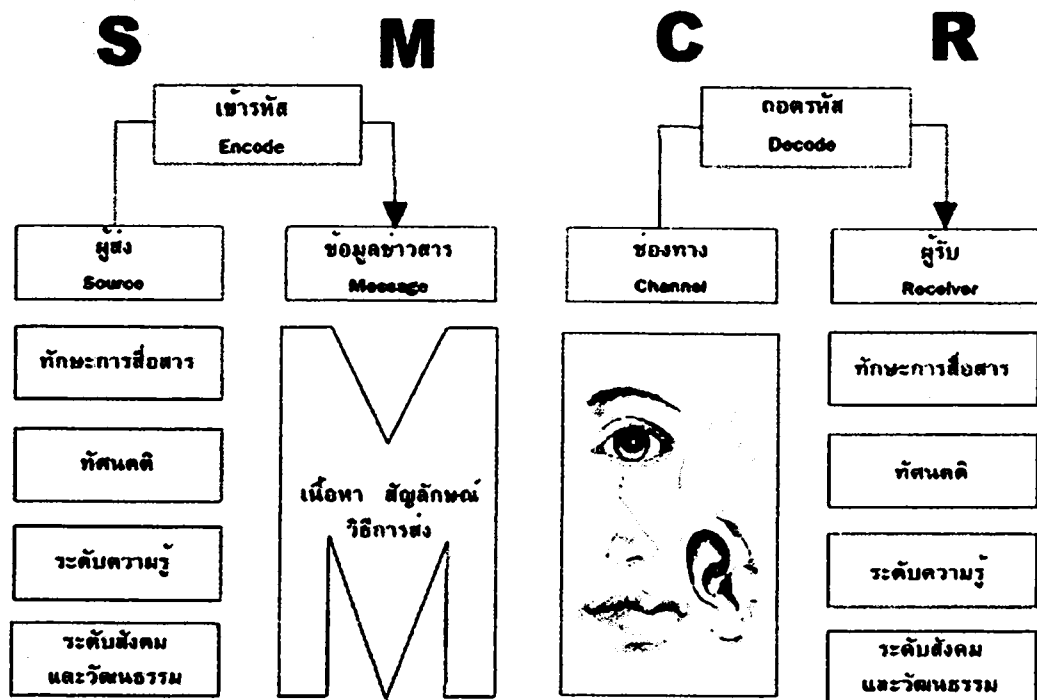 S M C R
เข้ารหัส
Encode
ถอดรหัส
Decode
ผู้ส่ง
Source
ข้อมูลข่าวสาร
Message
ช่องทาง
Channel
ผู้รับ
Receiver
ทักษะการสื่อสาร
ทัศนคติ
ระดับความรู้
ระดับสังคม
และวัฒนธรรม
เนื้อหา สัญลักษณ์
วิธีการส่ง
ทักษะการสื่อสาร
ทัศนคติ
ระดับความรู้
ระดับสังคม
และวัฒนธรรม